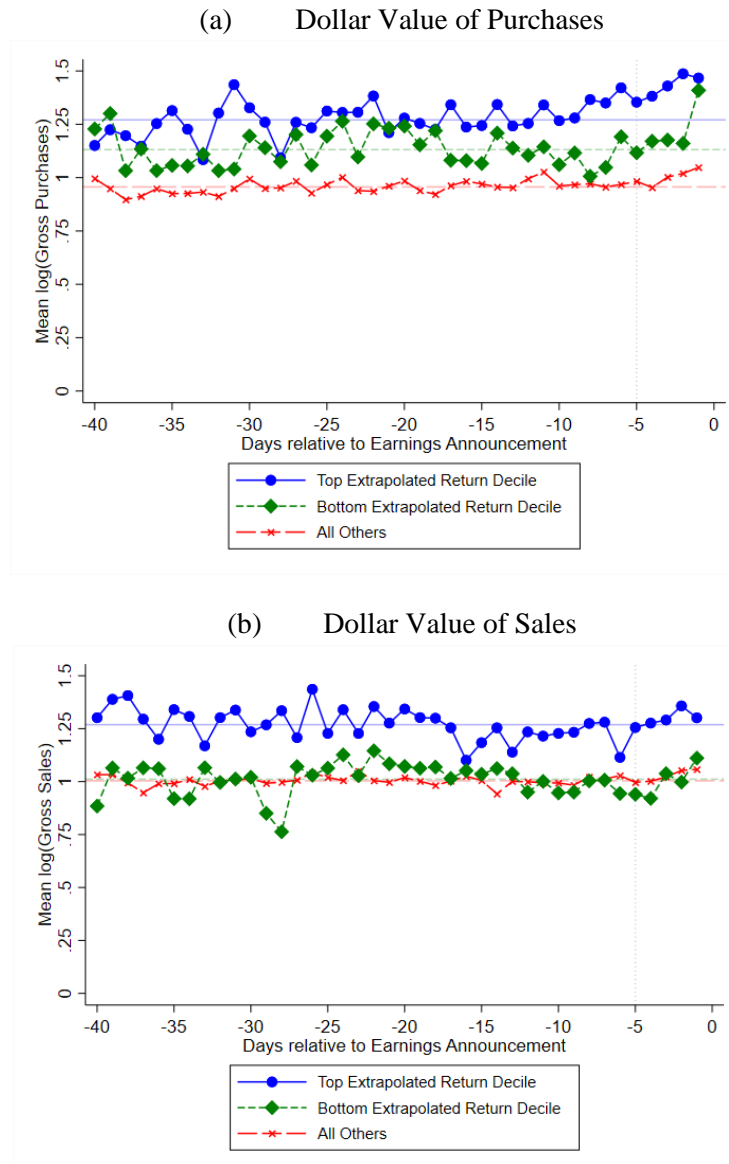 (a) Dollar Value of Purchases
Mean log(Gross Purchases)
1.5
1.25
1
.75
.5
.25
0
-40 -35 -30 -25 -20 -15 -10 -5 0
Days relative to Earnings Announcement
Top Extrapolated Return Decile
Bottom Extrapolated Return Decile
All Others
(b) Dollar Value of Sales
Mean log(Gross Sales)
1.5
1.25
1
.75
.5
.25
0
-40 -35 -30 -25 -20 -15 -10 -5 0
Days relative to Earnings Announcement
Top Extrapolated Return Decile
Bottom Extrapolated Return Decile
All Others